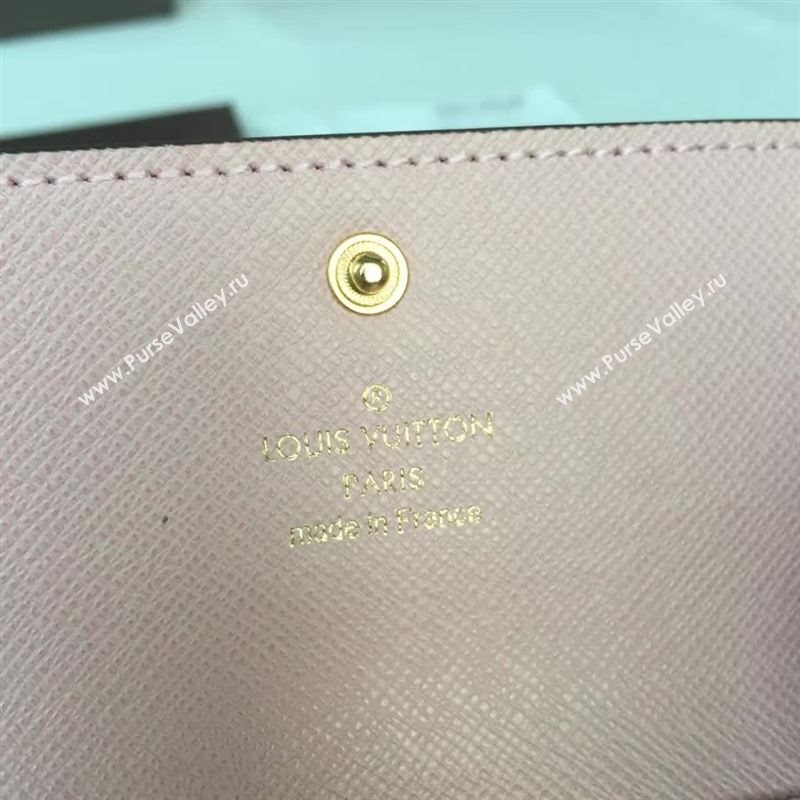 www.PurseValley.ru
www.PurseValley.ru
®
LOUIS VUITTON
PARIS
made in France